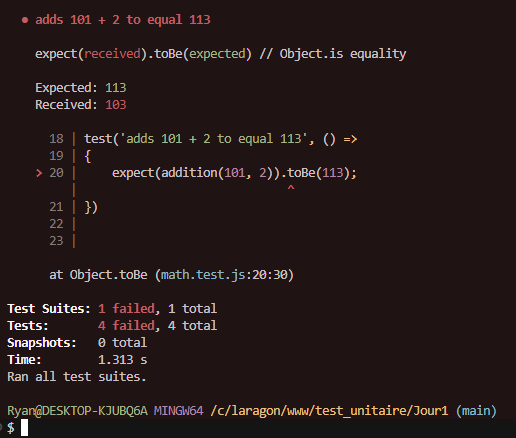 ● adds 101 + 2 to equal 113
expect(received).toBe(expected) // Object.is equality
Expected: 113
Received: 103
18 | test('adds 101 + 2 to equal 113', () =>
19 | {
> 20 |     expect(addition(101, 2)).toBe(113);
|                              ^
21 | })
22 |
23 |
at Object.toBe (math.test.js:20:30)
Test Suites: 1 failed, 1 total
Tests:       4 failed, 4 total
Snapshots:   0 total
Time:        1.313 s
Ran all test suites.
Ryan@DESKTOP-KJUBQ6A MINGW64 /c/laragon/www/test_unitaire/Jour1 (main)
$